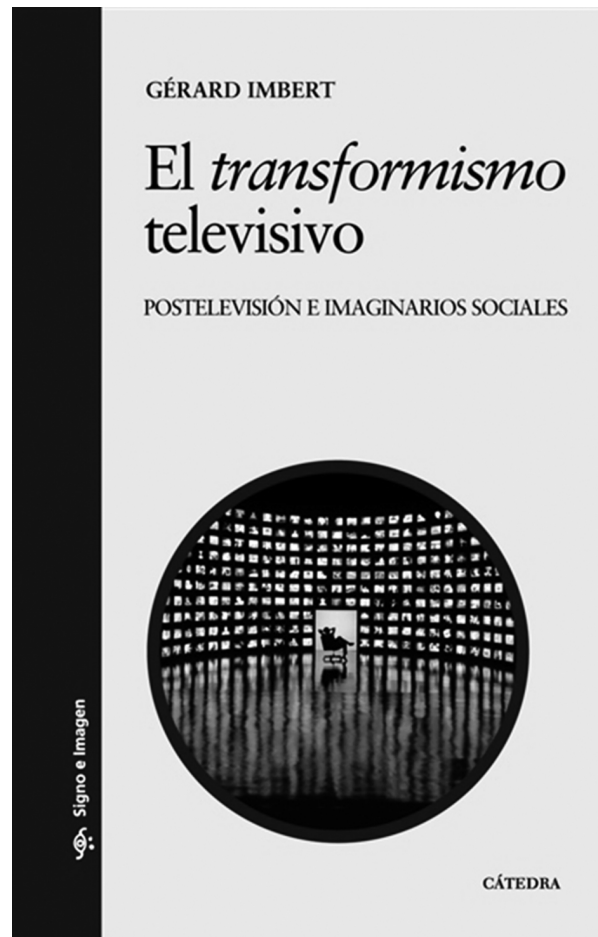 GÉRARD IMBERT
El transformismo
televisivo
POSTELEVISIÓN E IMAGINARIOS SOCIALES
Signo e Imagen
CÁTEDRA